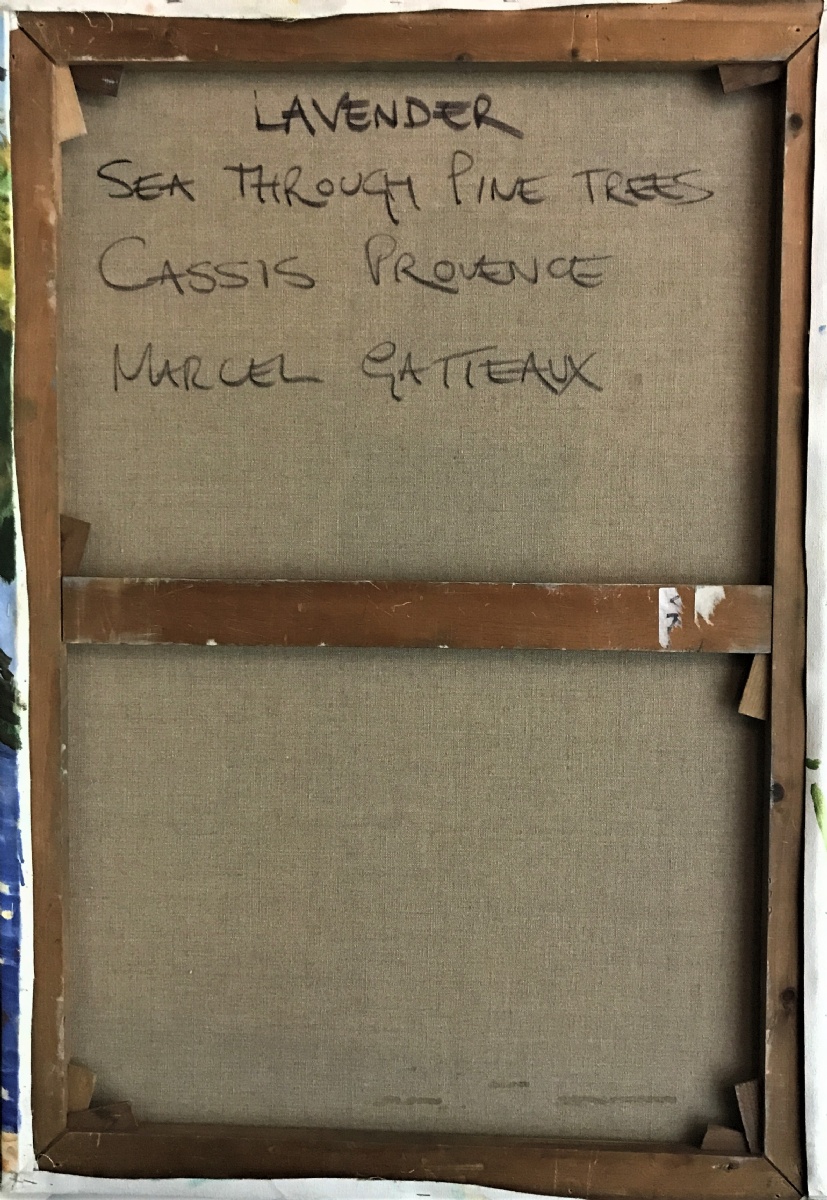 LAVENDER
SEA THROUGH PINE TREES
CASSIS PROVENCE
MARCEL GATTEAUX